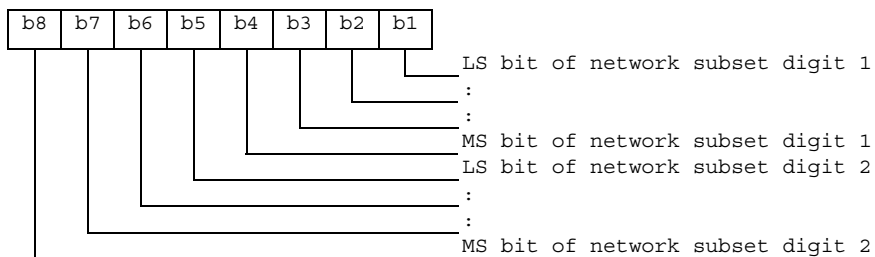 b8 b7 b6 b5 b4 b3 b2 b1
LS bit of network subset digit 1
:
:
MS bit of network subset digit 1
LS bit of network subset digit 2
:
:
MS bit of network subset digit 2